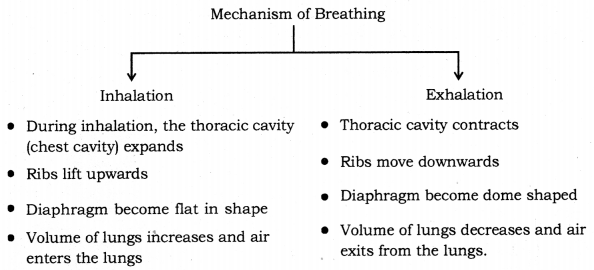 Mechanism of Breathing
Inhalation
• During inhalation, the thoracic cavity
(chest cavity) expands
• Ribs lift upwards
• Diaphragm become flat in shape
• Volume of lungs increases and air
enters the lungs
Exhalation
• Thoracic cavity contracts
• Ribs move downwards
• Diaphragm become dome shaped
• Volume of lungs decreases and air
exits from the lungs.